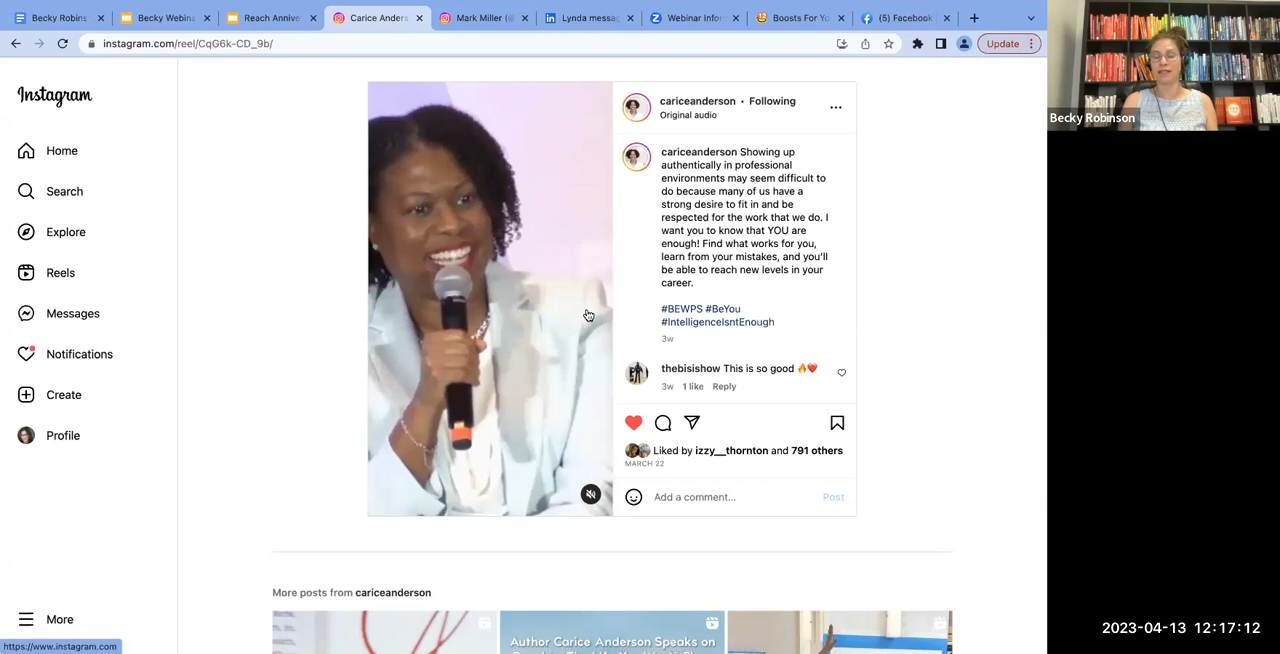 Becky Robins
Becky Webina
Reach Annive
Carice Anders
Mark Miller (@
Lynda messag
Webinar Infor
Boosts For Yo
(5) Facebook
instagram.com/reel/CqG6k-CD_9b/
Update
Instagram
Home
Search
Explore
Reels
Messages
Notifications
Create
Profile
More
https://www.instagram.com
cariceanderson • Following
Original audio
cariceanderson Showing up
authentically in professional
environments may seem difficult to
do because many of us have a
strong desire to fit in and be
respected for the work that we do. I
want you to know that YOU are
enough! Find what works for you,
learn from your mistakes, and you'll
be able to reach new levels in your
career.
#BEWPS #BeYou
#IntelligenceIsntEnough
3w
thebisishow This is so good 🔥❤️
3w 1 like Reply
Liked by izzy__thornton and 791 others
MARCH 22
Add a comment... Post
More posts from cariceanderson
Author Carice Anderson Speaks on
Becky Robinson
2023-04-13 12:17:12